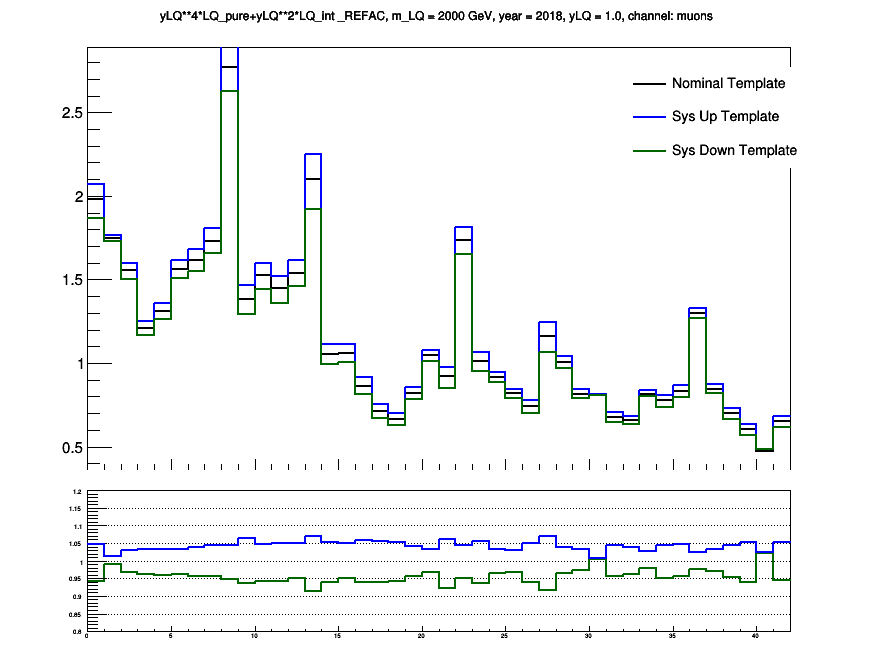 yLQ**4*LQ_pure+yLQ**2*LQ_int _REFAC, m_LQ = 2000 GeV, year = 2018, yLQ = 1.0, channel: muons
Nominal Template
Sys Up Template
Sys Down Template
2.5
2
1.5
1
0.5
1.2
1.15
1.1
1.05
1
0.95
0.9
0.85
0.8
0 5 10 15 20 25 30 35 40